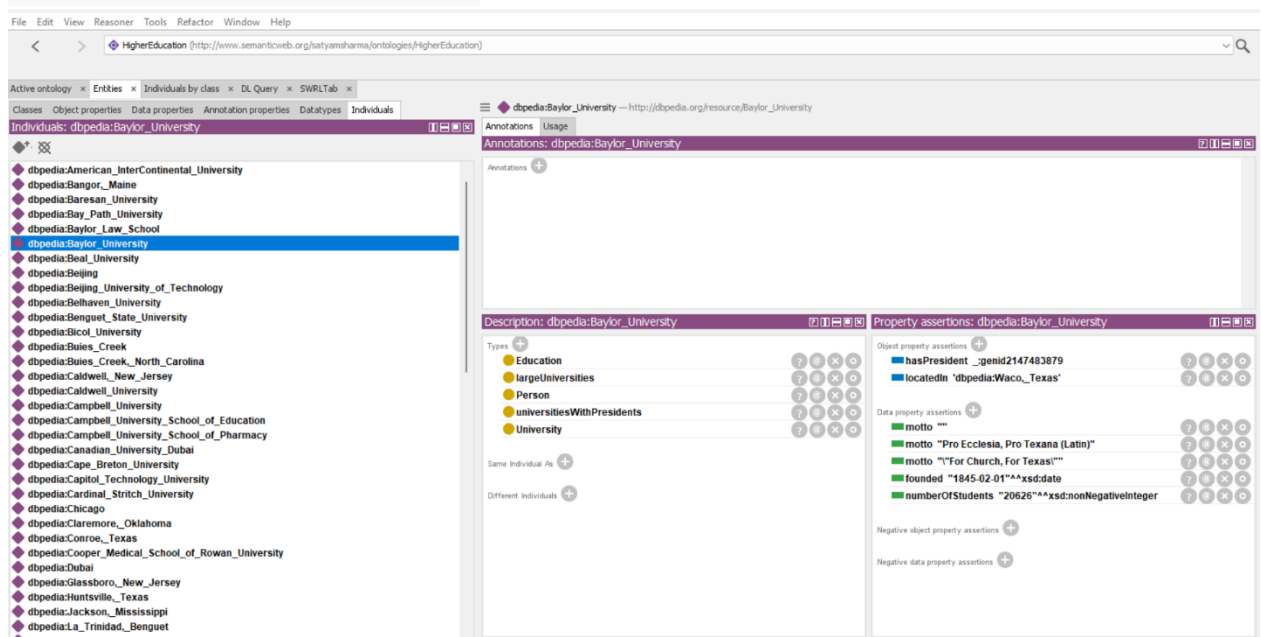 File Edit View Reasoner Tools Refactor Window Help
< > HigherEducation (http://www.semanticweb.org/satyamsharma/ontologies/HigherEducation)
Active ontology × Entities × Individuals by class × DL Query × SWRLTab ×
Classes Object properties Data properties Annotation properties Datatypes Individuals
Individuals: dbpedia:Baylor_University
dbpedia:American_InterContinental_University
dbpedia:Bangor,_Maine
dbpedia:Baresan_University
dbpedia:Bay_Path_University
dbpedia:Baylor_Law_School
dbpedia:Baylor_University
dbpedia:Beal_University
dbpedia:Beijing
dbpedia:Beijing_University_of_Technology
dbpedia:Belhaven_University
dbpedia:Benguet_State_University
dbpedia:Bicol_University
dbpedia:Buies_Creek
dbpedia:Buies_Creek,_North_Carolina
dbpedia:Caldwell,_New_Jersey
dbpedia:Caldwell_University
dbpedia:Campbell_University
dbpedia:Campbell_University_School_of_Education
dbpedia:Campbell_University_School_of_Pharmacy
dbpedia:Canadian_University_Dubai
dbpedia:Cape_Breton_University
dbpedia:Capitol_Technology_University
dbpedia:Cardinal_Stritch_University
dbpedia:Chicago
dbpedia:Claremore,_Oklahoma
dbpedia:Conroe,_Texas
dbpedia:Cooper_Medical_School_of_Rowan_University
dbpedia:Dubai
dbpedia:Glassboro,_New_Jersey
dbpedia:Huntsville,_Texas
dbpedia:Jackson,_Mississippi
dbpedia:La_Trinidad,_Benguet
dbpedia:Baylor_University — http://dbpedia.org/resource/Baylor_University
Annotations Usage
Annotations: dbpedia:Baylor_University
Annotations
Description: dbpedia:Baylor_University
Types
Education
largeUniversities
Person
universitiesWithPresidents
University
Same Individual As
Different Individuals
Property assertions: dbpedia:Baylor_University
Object property assertions
hasPresident _:genid2147483879
locatedIn 'dbpedia:Waco,_Texas'
Data property assertions
motto ""
motto "Pro Ecclesia, Pro Texana (Latin)"
motto "\"For Church, For Texas\""
founded "1845-02-01"^^xsd:date
numberOfStudents "20626"^^xsd:nonNegativeInteger
Negative object property assertions
Negative data property assertions